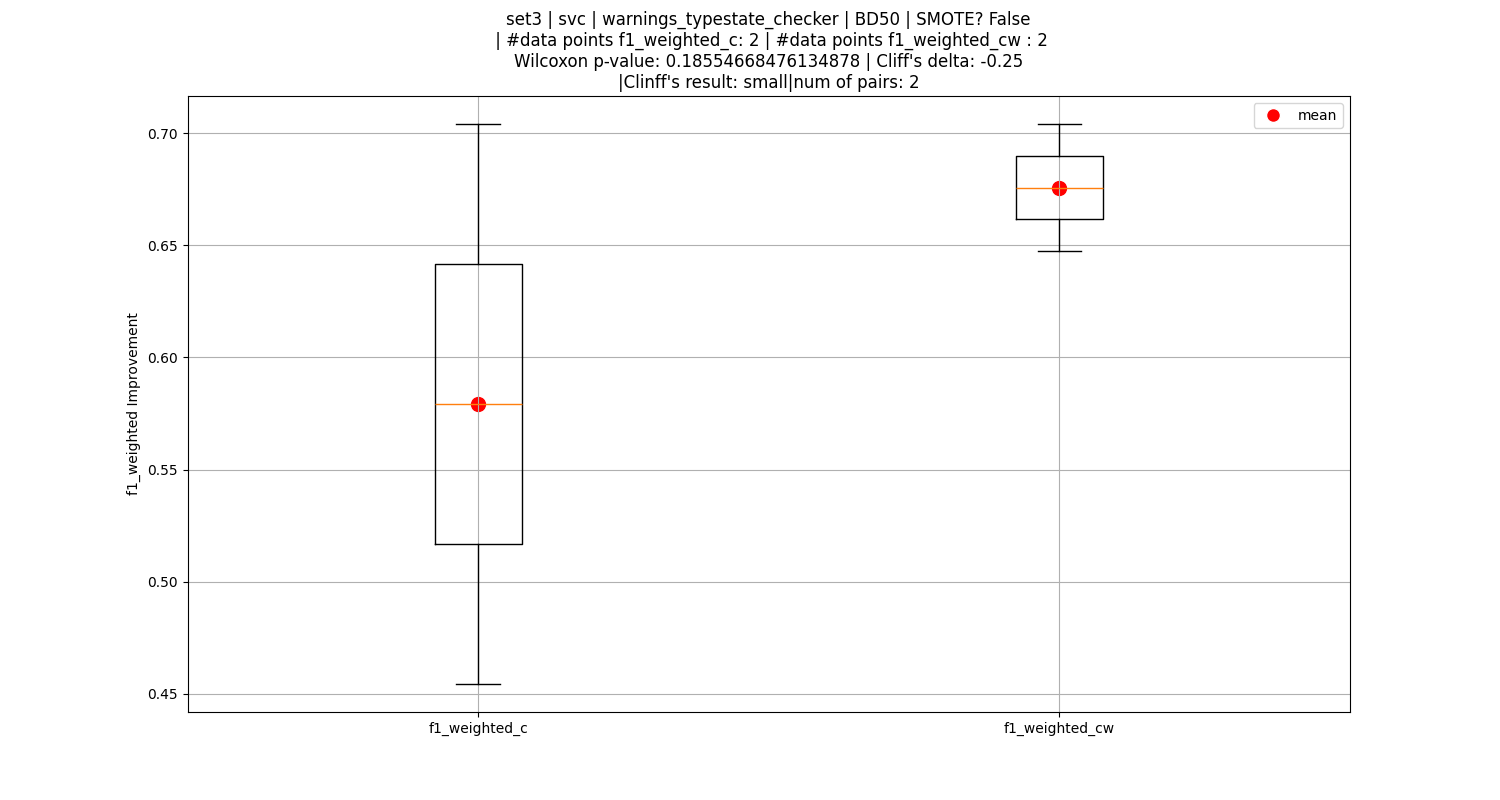 set3 | svc | warnings_typestate_checker | BD50 | SMOTE? False
| #data points f1_weighted_c: 2 | #data points f1_weighted_cw : 2
Wilcoxon p-value: 0.18554668476134878 | Cliff's delta: -0.25
|Clinff's result: small|num of pairs: 2
mean
0.70
0.65
0.60
0.55
0.50
0.45
f1_weighted Improvement
f1_weighted_c
f1_weighted_cw